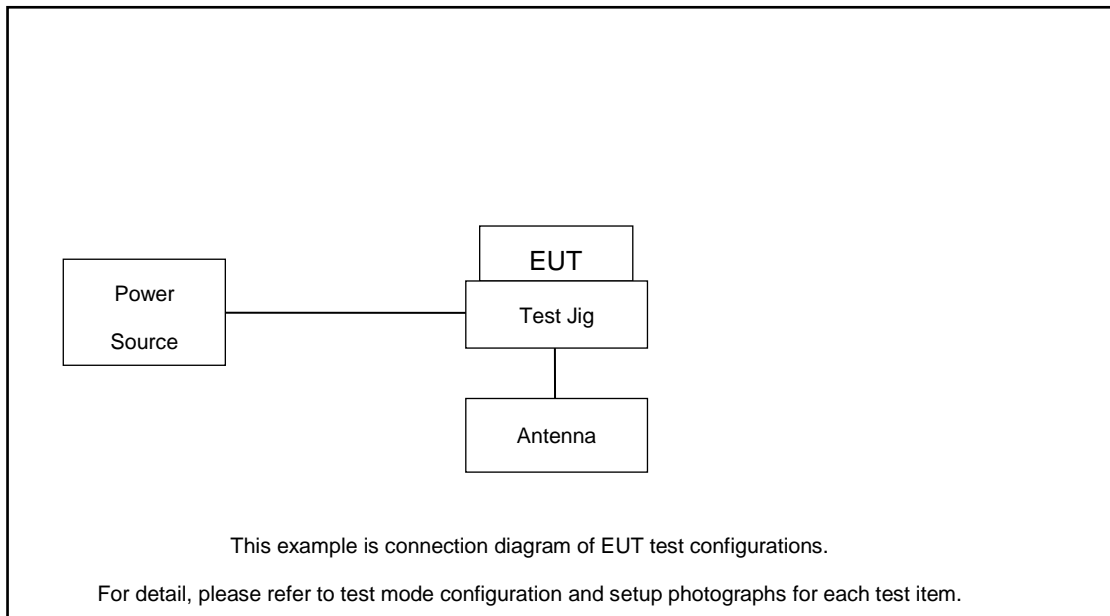 EUT
Power
Source
Test Jig
Antenna
This example is connection diagram of EUT test configurations.
For detail, please refer to test mode configuration and setup photographs for each test item.